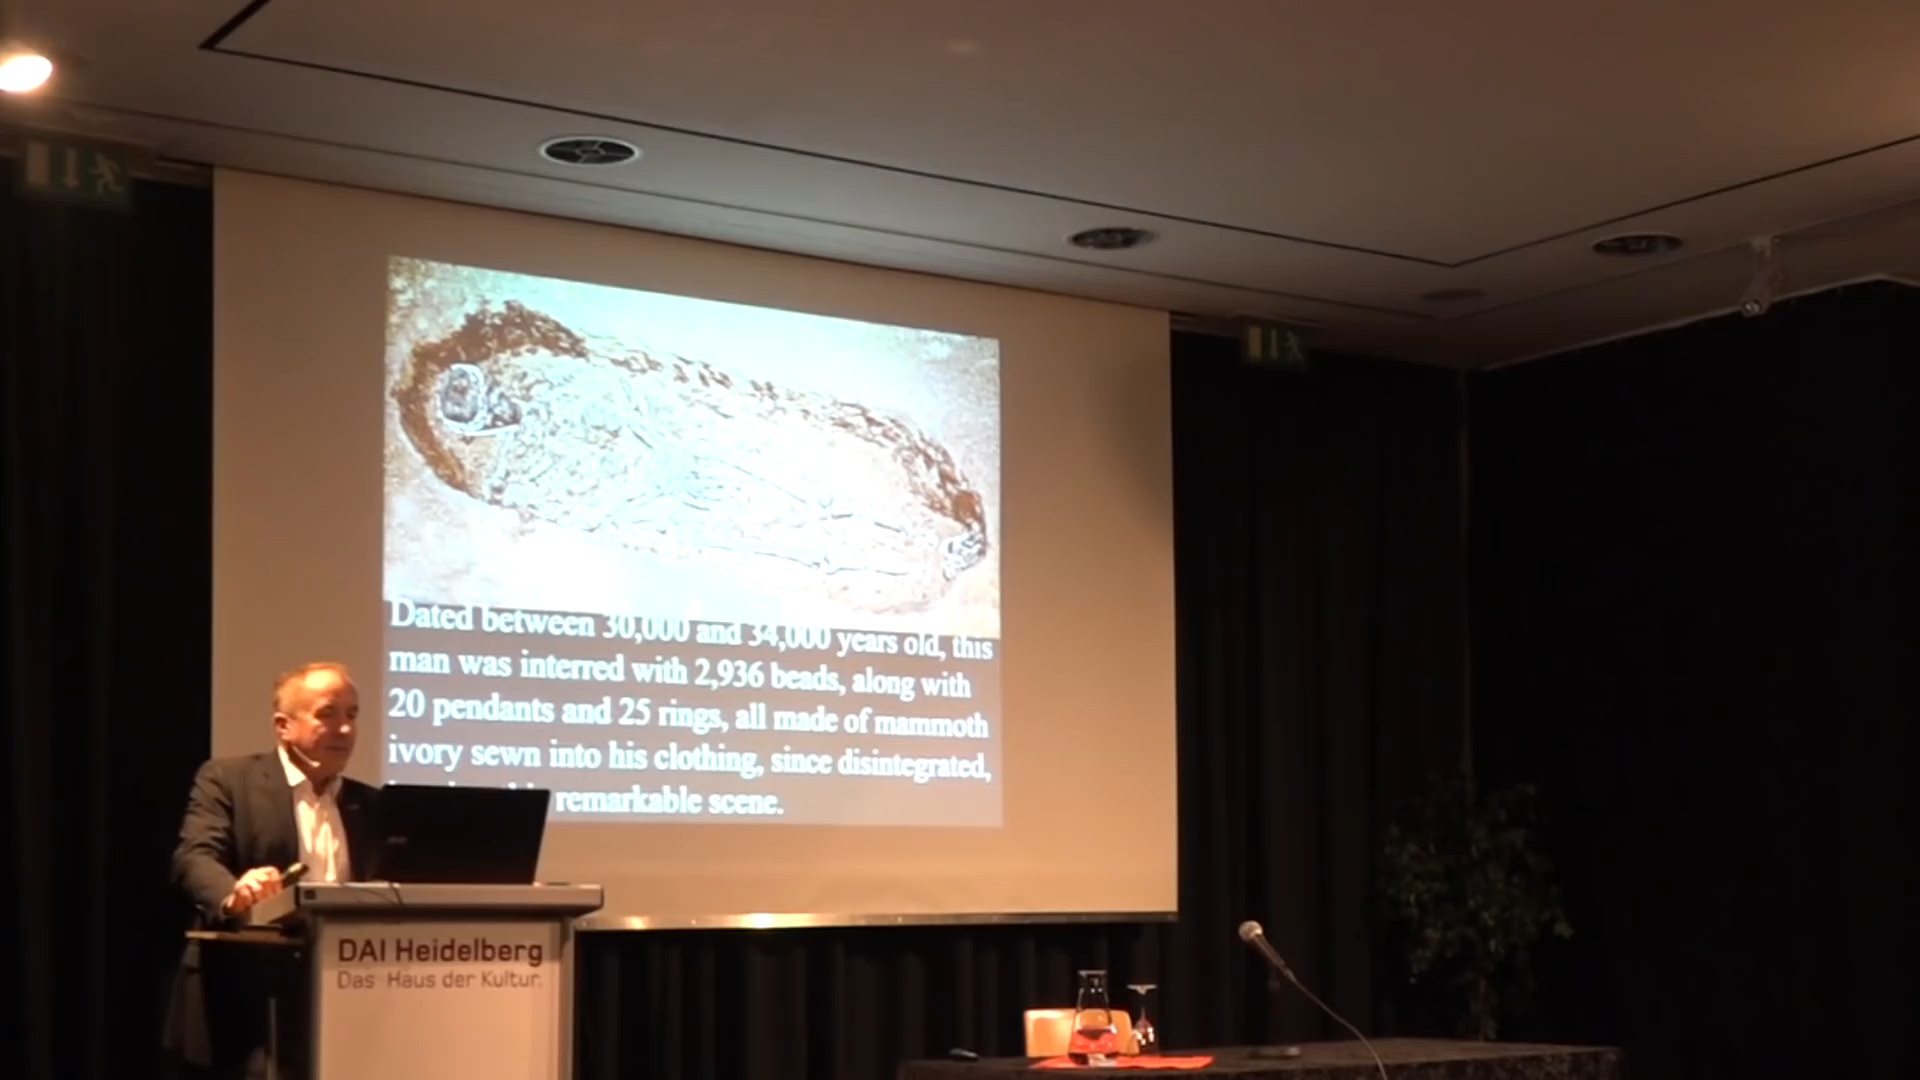 Dated between 30,000 and 34,000 years old, this
man was interred with 2,936 beads, along with
20 pendants and 25 rings, all made of mammoth
ivory sewn into his clothing, since disintegrated,
remarkable scene.
DAI Heidelberg
Das Haus der Kultur.